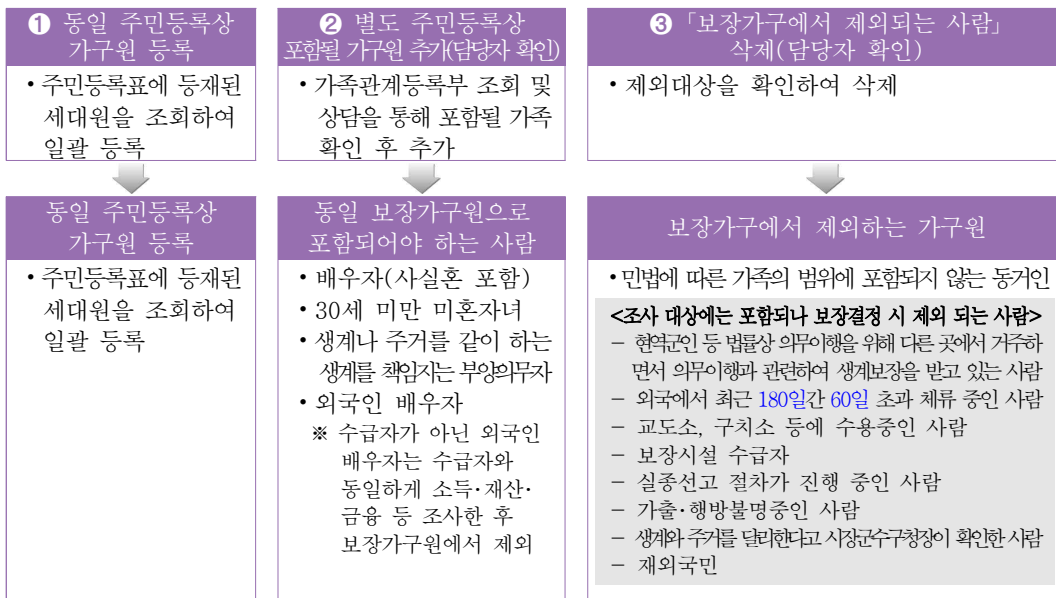 ❶ 동일 주민등록상
가구원 등록
• 주민등록표에 등재된
세대원을 조회하여
일괄 등록
❷ 별도 주민등록상
포함될 가구원 추가(담당자 확인)
• 가족관계등록부 조회 및
상담을 통해 포함될 가족
확인 후 추가
❸「보장가구에서 제외되는 사람」
삭제(담당자 확인)
• 제외대상을 확인하여 삭제
동일 주민등록상
가구원 등록
• 주민등록표에 등재된
세대원을 조회하여
일괄 등록
동일 보장가구원으로
포함되어야 하는 사람
• 배우자(사실혼 포함)
• 30세 미만 미혼자녀
• 생계나 주거를 같이 하는
생계를 책임지는 부양의무자
• 외국인 배우자
※ 수급자가 아닌 외국인
배우자는 수급자와
동일하게 소득·재산·
금융 등 조사한 후
보장가구원에서 제외
보장가구에서 제외하는 가구원
• 민법에 따른 가족의 범위에 포함되지 않는 동거인
<조사 대상에는 포함되나 보장결정 시 제외 되는 사람>
− 현역군인 등 법률상 의무이행을 위해 다른 곳에서 거주하
면서 의무이행과 관련하여 생계보장을 받고 있는 사람
− 외국에서 최근 180일간 60일 초과 체류 중인 사람
− 교도소, 구치소 등에 수용중인 사람
− 보장시설 수급자
− 실종선고 절차가 진행 중인 사람
− 가출·행방불명중인 사람
− 생계와 주거를 달리한다고 시장군수구청장이 확인한 사람
− 재외국민